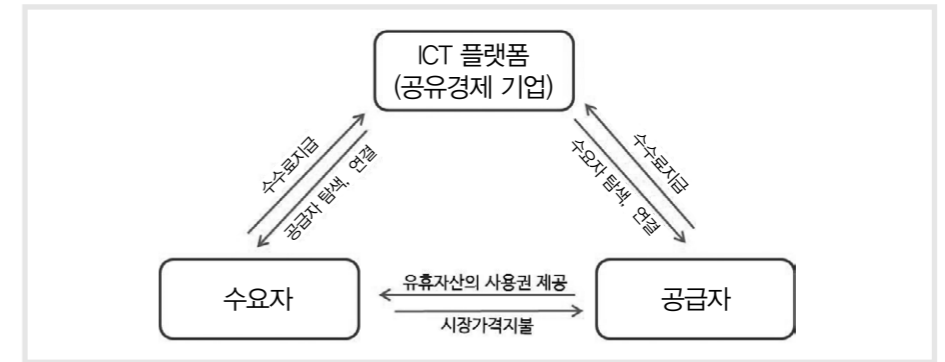 ICT 플랫폼
(공유경제 기업)
수수료지급
공급자 탐색, 연결
수요자 탐색, 연결
수수료지급
수요자
유휴자산의 사용권 제공
시장가격지불
공급자